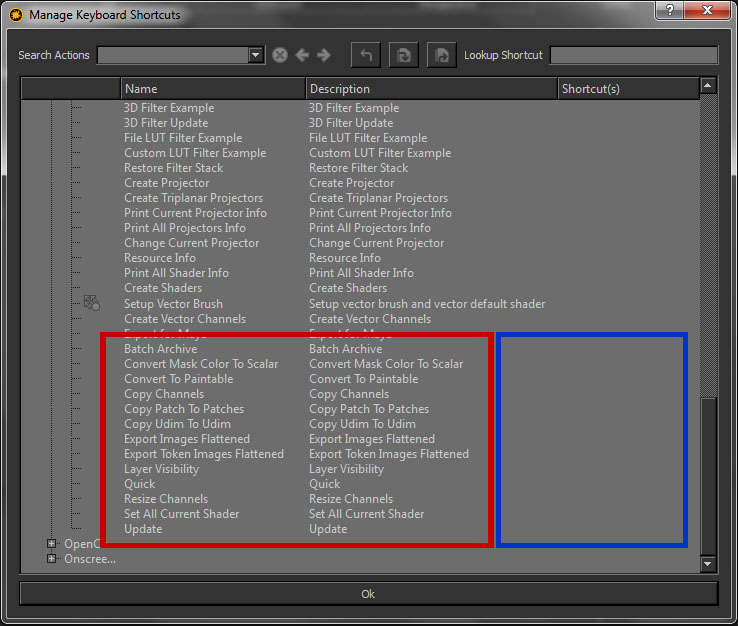 Manage Keyboard Shortcuts
?
Search Actions
Lookup Shortcut
Name Description Shortcut(s)
3D Filter Example 3D Filter Example
3D Filter Update 3D Filter Update
File LUT Filter Example File LUT Filter Example
Custom LUT Filter Example Custom LUT Filter Example
Restore Filter Stack Restore Filter Stack
Create Projector Create Projector
Create Triplanar Projectors Create Triplanar Projectors
Print Current Projector Info Print Current Projector Info
Print All Projectors Info Print All Projectors Info
Change Current Projector Change Current Projector
Resource Info Resource Info
Print All Shader Info Print All Shader Info
Create Shaders Create Shaders
Setup Vector Brush Setup vector brush and vector default shader
Create Vector Channels Create Vector Channels
Export for Maya Export for Maya
Batch Archive Batch Archive
Convert Mask Color To Scalar Convert Mask Color To Scalar
Convert To Paintable Convert To Paintable
Copy Channels Copy Channels
Copy Patch To Patches Copy Patch To Patches
Copy Udim To Udim Copy Udim To Udim
Export Images Flattened Export Images Flattened
Export Token Images Flattened Export Token Images Flattened
Layer Visibility Layer Visibility
Quick Quick
Resize Channels Resize Channels
Set All Current Shader Set All Current Shader
Update Update
Onscree...
Ok